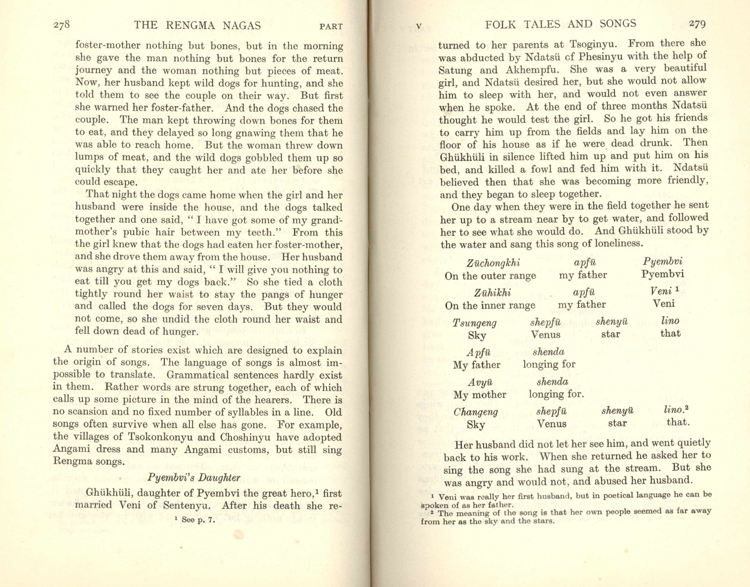 278 THE RENGMA NAGAS PART
foster-mother nothing but bones, but in the morning
she gave the man nothing but bones for the return
journey and the woman nothing but pieces of meat.
Now, her husband kept wild dogs for hunting, and she
told them to see the couple on their way. But first
she warned her foster-father. And the dogs chased the
couple. The man kept throwing down bones for them
to eat, and they delayed so long gnawing them that he
was able to reach home. But the woman threw down
lumps of meat, and the wild dogs gobbled them up so
quickly that they caught her and ate her before she
could escape.
That night the dogs came home when the girl and her
husband were inside the house, and the dogs talked
together and one said, “ I have got some of my grand-
mother's pubic hair between my teeth.” From this
the girl knew that the dogs had eaten her foster-mother,
and she drove them away from the house. Her husband
was angry at this and said, “ I will give you nothing to
eat till you get my dogs back.” So she tied a cloth
tightly round her waist to stay the pangs of hunger
and called the dogs for seven days. But they would
not come, so she undid the cloth round her waist and
fell down dead of hunger.
A number of stories exist which are designed to explain
the origin of songs. The language of songs is almost im-
possible to translate. Grammatical sentences hardly exist
in them. Rather words are strung together, each of which
calls up some picture in the mind of the hearers. There is
no scansion and no fixed number of syllables in a line. Old
songs often survive when all else has gone. For example,
the villages of Tsokonkonyu and Choshinyu have adopted
Angami dress and many Angami customs, but still sing
Rengma songs.
Pyembvi's Daughter
Ghükhüli, daughter of Pyembvi the great hero,¹ first
married Veni of Sentenyu. After his death she re-
¹ See p. 7.
V FOLK TALES AND SONGS 279
turned to her parents at Tsoginyu. From there she
was abducted by Ndatsü of Phesinyu with the help of
Satung and Akhempfu. She was a very beautiful
girl, and Ndatsü desired her, but she would not allow
him to sleep with her, and would not even answer
when he spoke. At the end of three months Ndatsü
thought he would test the girl. So he got his friends
to carry him up from the fields and lay him on the
floor of his house as if he were dead drunk. Then
Ghükhüli in silence lifted him up and put him on his
bed, and killed a fowl and fed him with it. Ndatsü
believed then that she was becoming more friendly,
and they began to sleep together.
One day when they were in the field together he sent
her up to a stream near by to get water, and followed
her to see what she would do. And Ghükhüli stood by
the water and sang this song of loneliness.
Züchongkhi apfü Pyembvi
On the outer range my father Pyembvi
Zühikhi apfü Veni ¹
On the inner range my father Veni
Tsungeng shepfü shenyü lino
Sky Venus star that
Apfü shenda
My father longing for
Avyü shenda
My mother longing for.
Changeng shepfü shenyü lino.²
Sky Venus star that.
Her husband did not let her see him, and went quietly
back to his work. When she returned he asked her to
sing the song she had sung at the stream. But she
was angry and would not, and abused her husband.
¹ Veni was really her first husband, but in poetical language he can be
spoken of as her father.
² The meaning of the song is that her own people seemed as far away
from her as the sky and the stars.